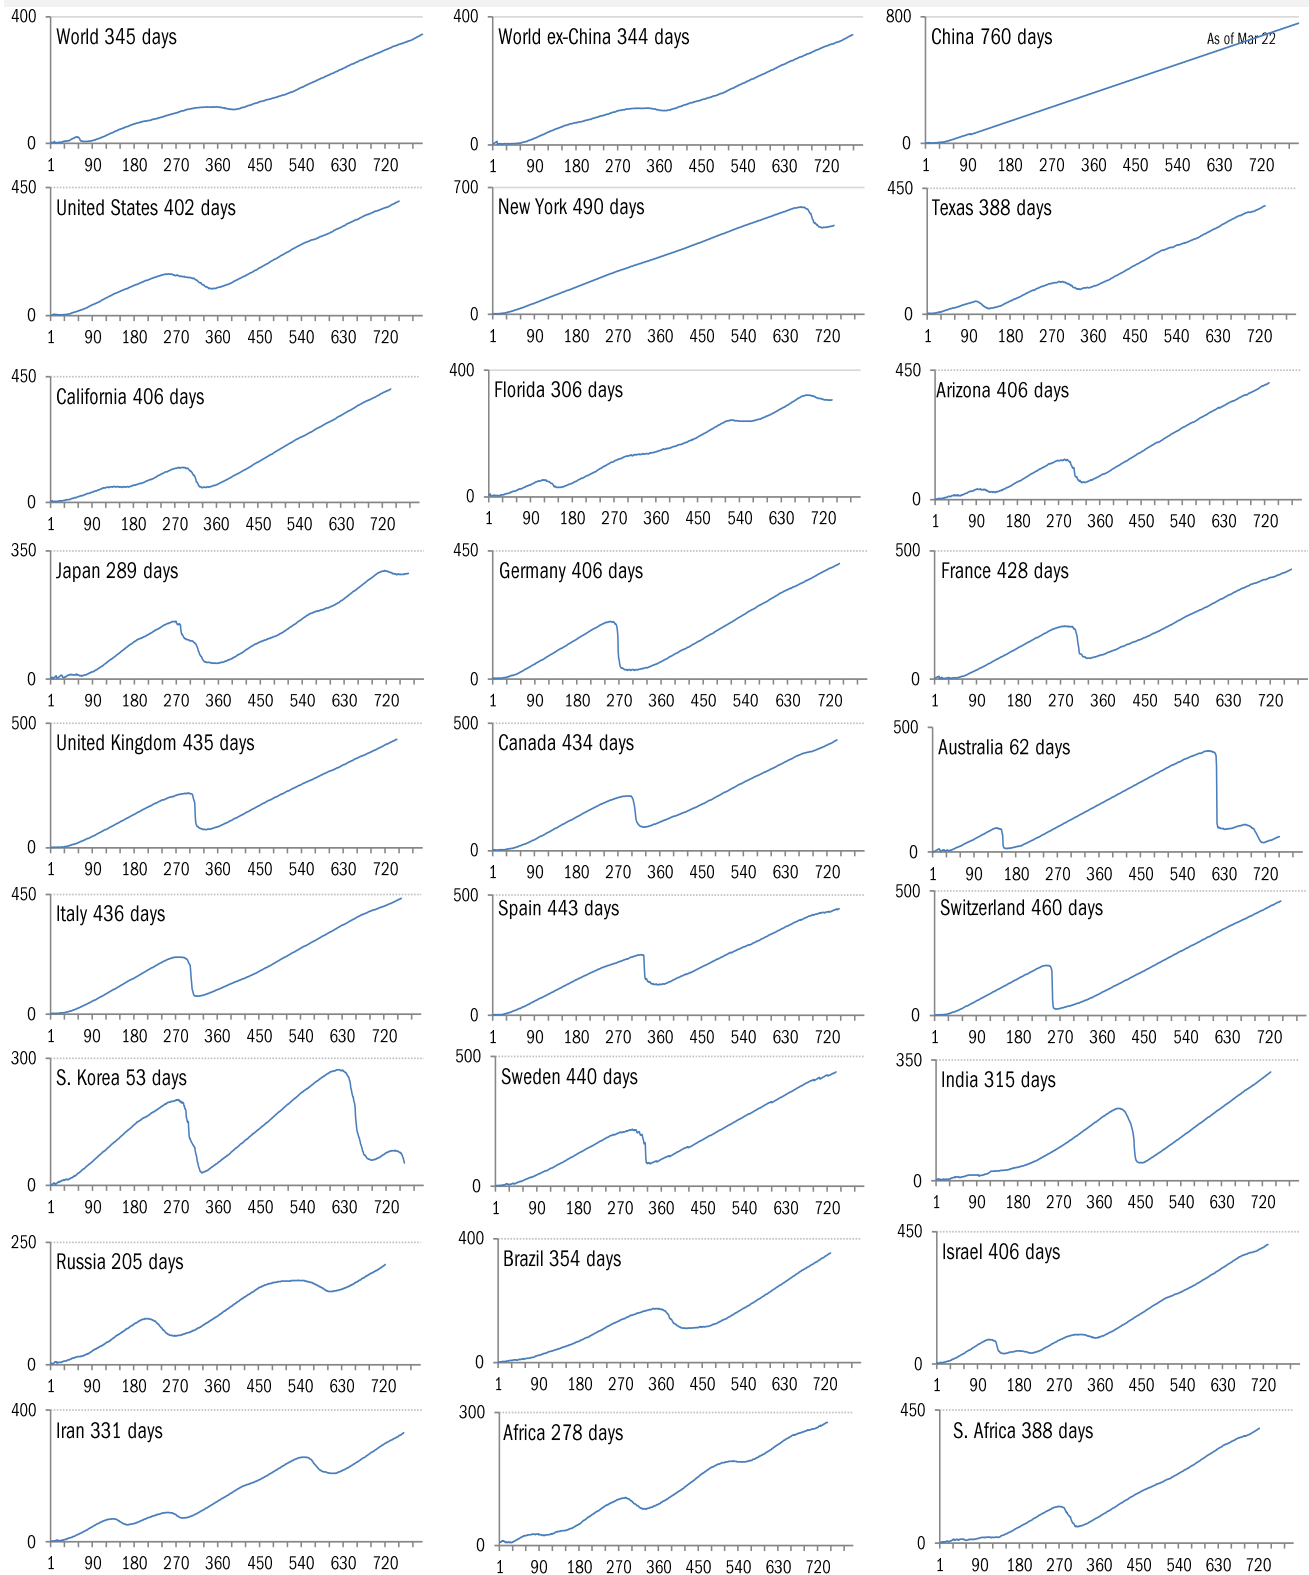 400
World 345 days
0
1 90 180 270 360 450 540 630 720
400
World ex-China 344 days
0
1 90 180 270 360 450 540 630 720
800
China 760 days
As of Mar 22
0
1 90 180 270 360 450 540 630 720
450
United States 402 days
0
1 90 180 270 360 450 540 630 720
700
New York 490 days
0
1 90 180 270 360 450 540 630 720
450
Texas 388 days
0
1 90 180 270 360 450 540 630 720
450
California 406 days
0
1 90 180 270 360 450 540 630 720
400
Florida 306 days
0
1 90 180 270 360 450 540 630 720
450
Arizona 406 days
0
1 90 180 270 360 450 540 630 720
350
Japan 289 days
0
1 90 180 270 360 450 540 630 720
450
Germany 406 days
0
1 90 180 270 360 450 540 630 720
500
France 428 days
0
1 90 180 270 360 450 540 630 720
500
United Kingdom 435 days
0
1 90 180 270 360 450 540 630 720
500
Canada 434 days
0
1 90 180 270 360 450 540 630 720
500
Australia 62 days
0
1 90 180 270 360 450 540 630 720
450
Italy 436 days
0
1 90 180 270 360 450 540 630 720
500
Spain 443 days
0
1 90 180 270 360 450 540 630 720
500
Switzerland 460 days
0
1 90 180 270 360 450 540 630 720
300
S. Korea 53 days
0
1 90 180 270 360 450 540 630 720
500
Sweden 440 days
0
1 90 180 270 360 450 540 630 720
350
India 315 days
0
1 90 180 270 360 450 540 630 720
250
Russia 205 days
0
1 90 180 270 360 450 540 630 720
400
Brazil 354 days
0
1 90 180 270 360 450 540 630 720
450
Israel 406 days
0
1 90 180 270 360 450 540 630 720
400
Iran 331 days
0
1 90 180 270 360 450 540 630 720
300
Africa 278 days
0
1 90 180 270 360 450 540 630 720
450
S. Africa 388 days
0
1 90 180 270 360 450 540 630 720